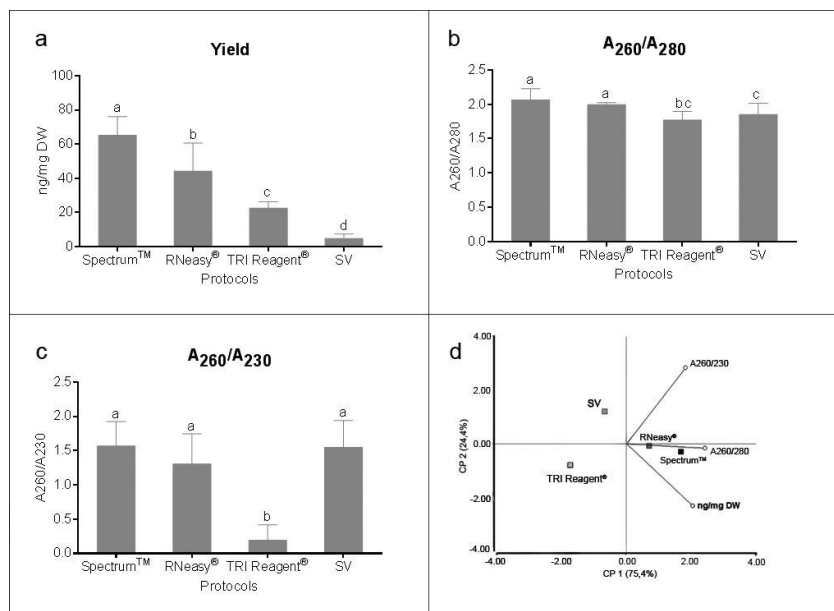 a
Yield
100
80
60
40
20
0
ng/mg DW
a
b
c
d
Spectrum™ RNeasy® TRI Reagent® SV
Protocols
b
A260/A280
2.5
2.0
1.5
1.0
0.5
0.0
A260/A280
a
a
bc
c
Spectrum™ RNeasy® TRI Reagent® SV
Protocols
c
A260/A230
1.5
2.0
1.5
1.0
0.5
0.0
A260/A230
a
a
b
a
Spectrum™ RNeasy® TRI Reagent® SV
Protocols
d
4.00
2.00
0.00
-2.00
-4.00
CP 2 (24,4%)
A260/230
SV
RNeasy®
A260/280
Spectrum™
TRI Reagent®
ng/mg DW
-4.00 -2.00 0.00 2.00 4.00
CP 1 (75,4%)